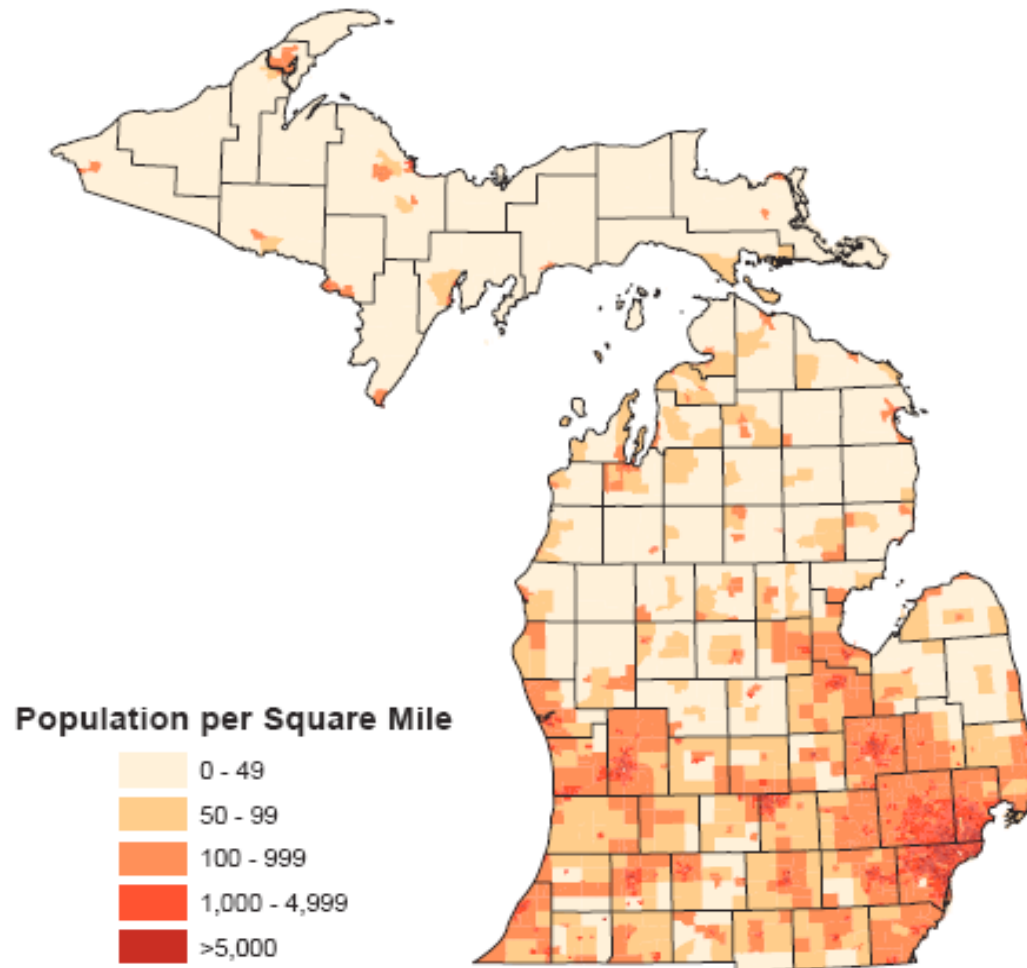 Population per Square Mile
0 - 49
50 - 99
100 - 999
1,000 - 4,999
>5,000